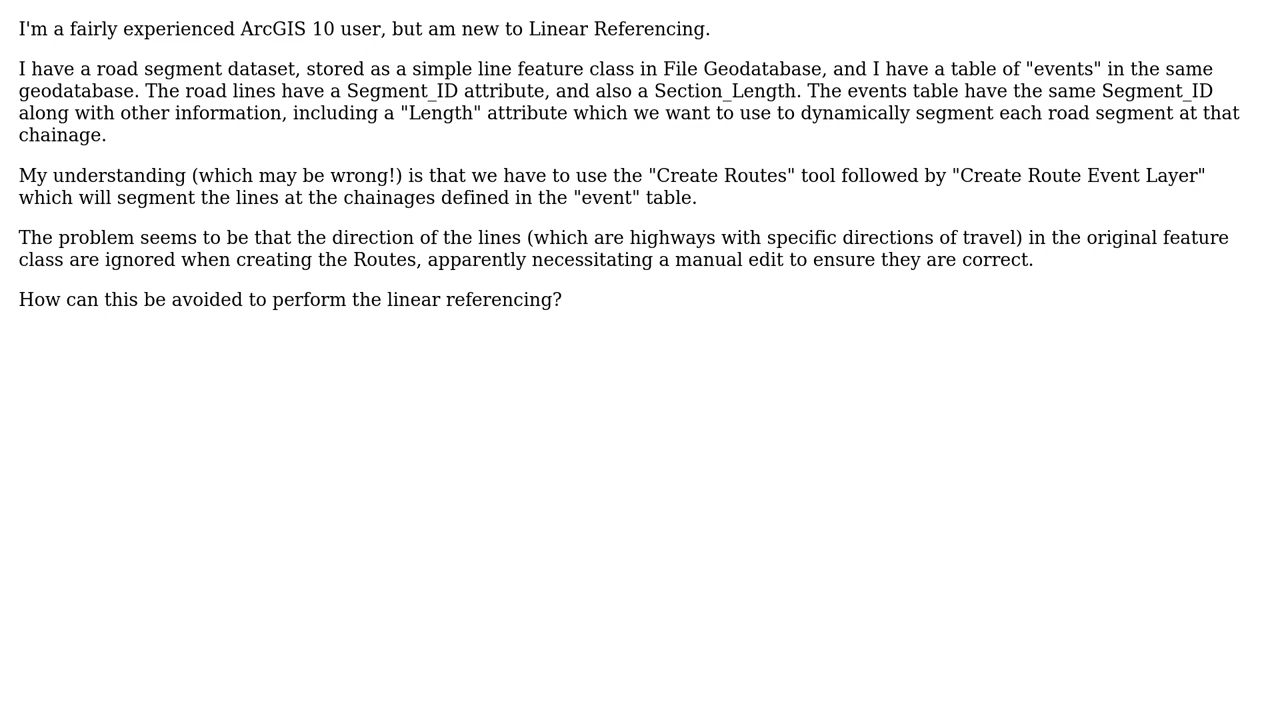 I'm a fairly experienced ArcGIS 10 user, but am new to Linear Referencing.
I have a road segment dataset, stored as a simple line feature class in File Geodatabase, and I have a table of "events" in the same
geodatabase. The road lines have a Segment_ID attribute, and also a Section_Length. The events table have the same Segment_ID
along with other information, including a "Length" attribute which we want to use to dynamically segment each road segment at that
chainage.
My understanding (which may be wrong!) is that we have to use the "Create Routes" tool followed by "Create Route Event Layer"
which will segment the lines at the chainages defined in the "event" table.
The problem seems to be that the direction of the lines (which are highways with specific directions of travel) in the original feature
class are ignored when creating the Routes, apparently necessitating a manual edit to ensure they are correct.
How can this be avoided to perform the linear referencing?